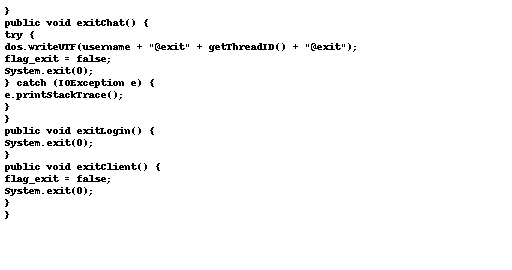 }
public void exitChat() {
try {
dos.writeUTF(username + "@exit" + getThreadID() + "@exit");
flag_exit = false;
System.exit(0);
} catch (IOException e) {
e.printStackTrace();
}
}
public void exitLogin() {
System.exit(0);
}
public void exitClient() {
flag_exit = false;
System.exit(0);
}
}